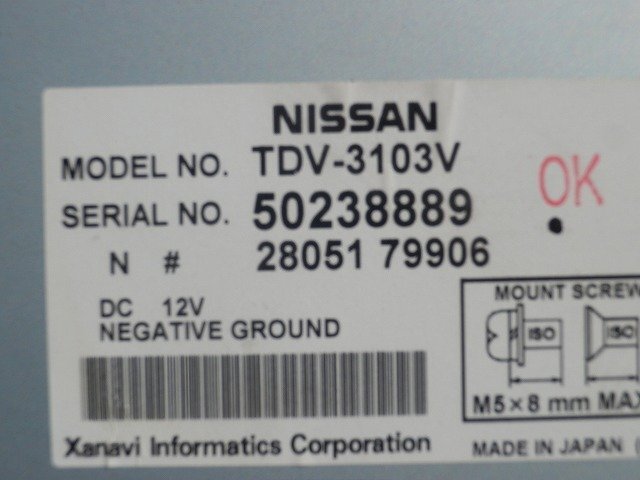 NISSAN
MODEL NO. TDV-3103V
SERIAL NO. 50238889
OK
N # 28051 79906
DC 12V
NEGATIVE GROUND
MOUNT SCREW
ISO ISO
M5×8 mm MAX
Xanavi Informatics Corporation
MADE IN JAPAN (